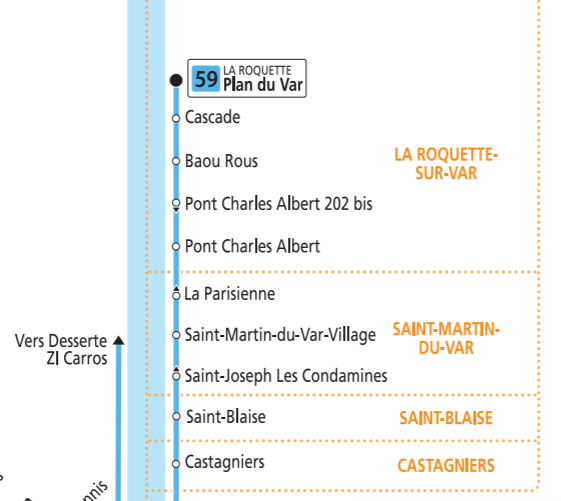 59 LA ROQUETTE
Plan du Var
Cascade
Baou Rous
LA ROQUETTE-
SUR-VAR
Pont Charles Albert 202 bis
Pont Charles Albert
La Parisienne
Vers Desserte
ZI Carros
Saint-Martin-du-Var-Village
SAINT-MARTIN-
DU-VAR
Saint-Joseph Les Condamines
Saint-Blaise
SAINT-BLAISE
Castagniers
CASTAGNIERS